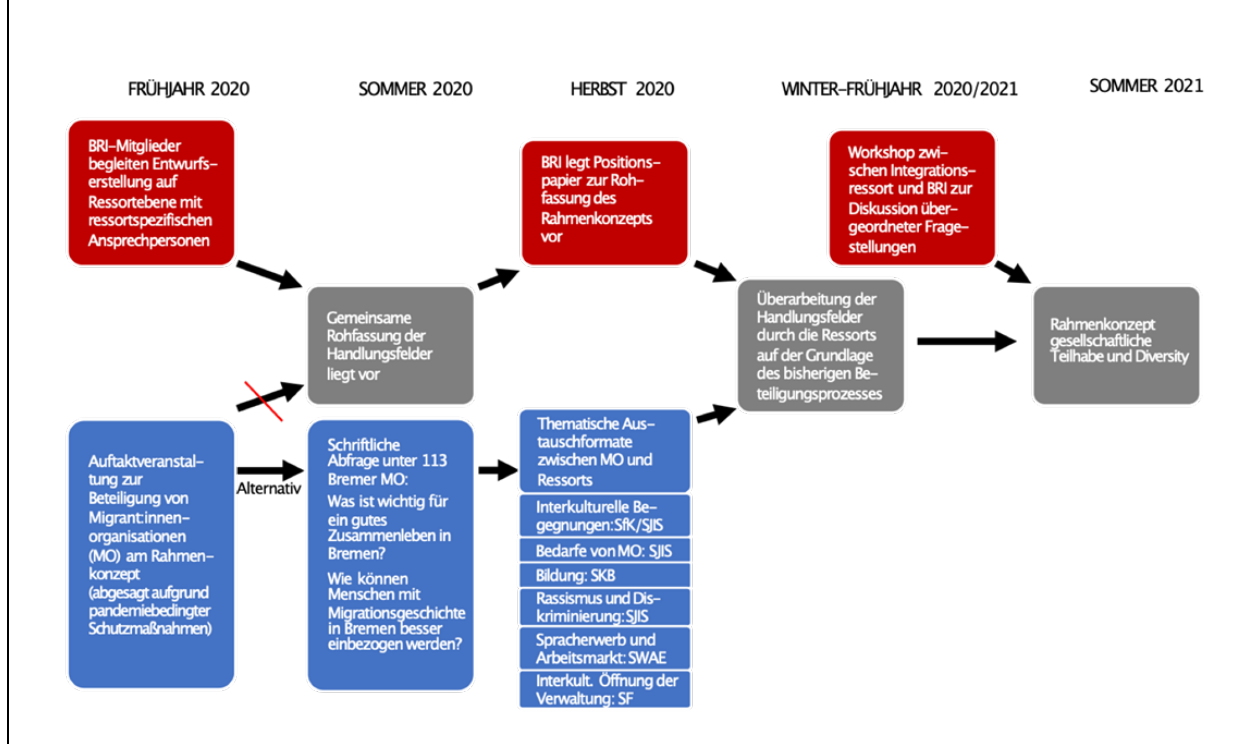 FRÜHJAHR 2020
SOMMER 2020
HERBST 2020
WINTER-FRÜHJAHR 2020/2021
SOMMER 2021
BRI-Mitglieder
begleiten Entwurfs-
erstellung auf
Ressortebene mit
ressortspezifischen
Ansprechpersonen
BRI legt Positions-
papier zur Roh-
fassung des
Rahmenkonzepts
vor
Workshop zwi-
schen Integrations-
ressort und BRI zur
Diskussion über-
geordneter Frage-
stellungen
Gemeinsame
Rohfassung der
Handlungsfelder
liegt vor
Überarbeitung der
Handlungsfelder
durch die Ressorts
auf der Grundlage
des bisherigen Be-
teiligungsprozesses
Rahmenkonzept
gesellschaftliche
Teilhabe und Diversity
Auftaktveranstal-
tung zur
Beteiligung von
Migrant:innen-
organisationen
(MO) am Rahmen-
konzept
(abgesagt aufgrund
pandemiebedingter
Schutzmaßnahmen)
Alternativ
Schriftliche
Abfrage unter 113
Bremer MO:
Was ist wichtig für
ein gutes
Zusammenleben in
Bremen?
Wie können
Menschen mit
Migrationsgeschichte
in Bremen besser
einbezogen werden?
Thematische Aus-
tauschformate
zwischen MO und
Ressorts
Interkulturelle Be-
gegnungen: SfK/SJIS
Bedarfe von MO: SJIS
Bildung: SKB
Rassismus und Dis-
kriminierung: SJIS
Spracherwerb und
Arbeitsmarkt: SWAE
Interkult. Öffnung der
Verwaltung: SF